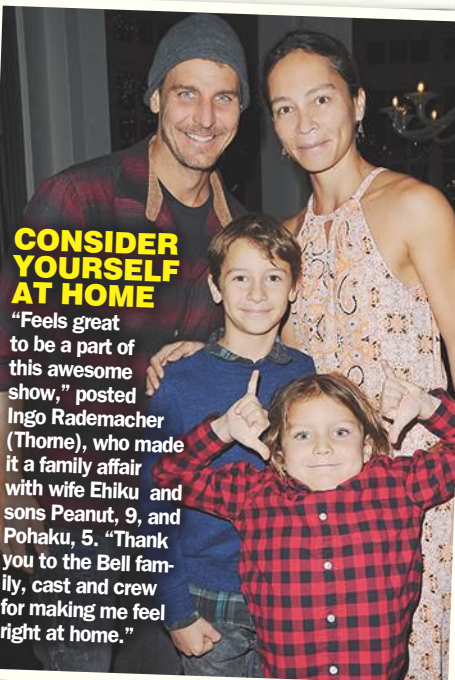 CONSIDER
YOURSELF
AT HOME
“Feels great
to be a part of
this awesome
show,” posted
Ingo Rademacher
(Thorne), who made
it a family affair
with wife Ehiku and
sons Peanut, 9, and
Pohaku, 5. “Thank
you to the Bell fam-
ily, cast and crew
for making me feel
right at home.”